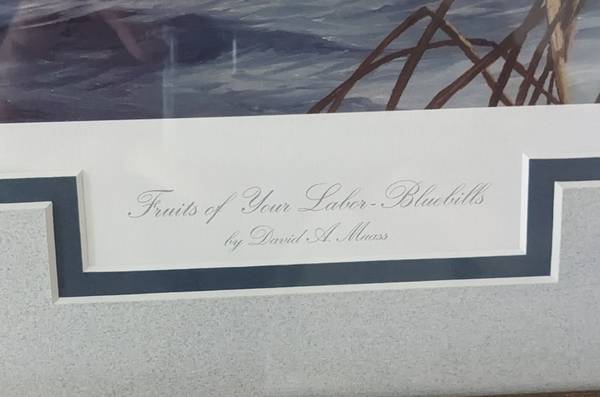 Fruits of Your Labor-Bluebills
by David A. Maass